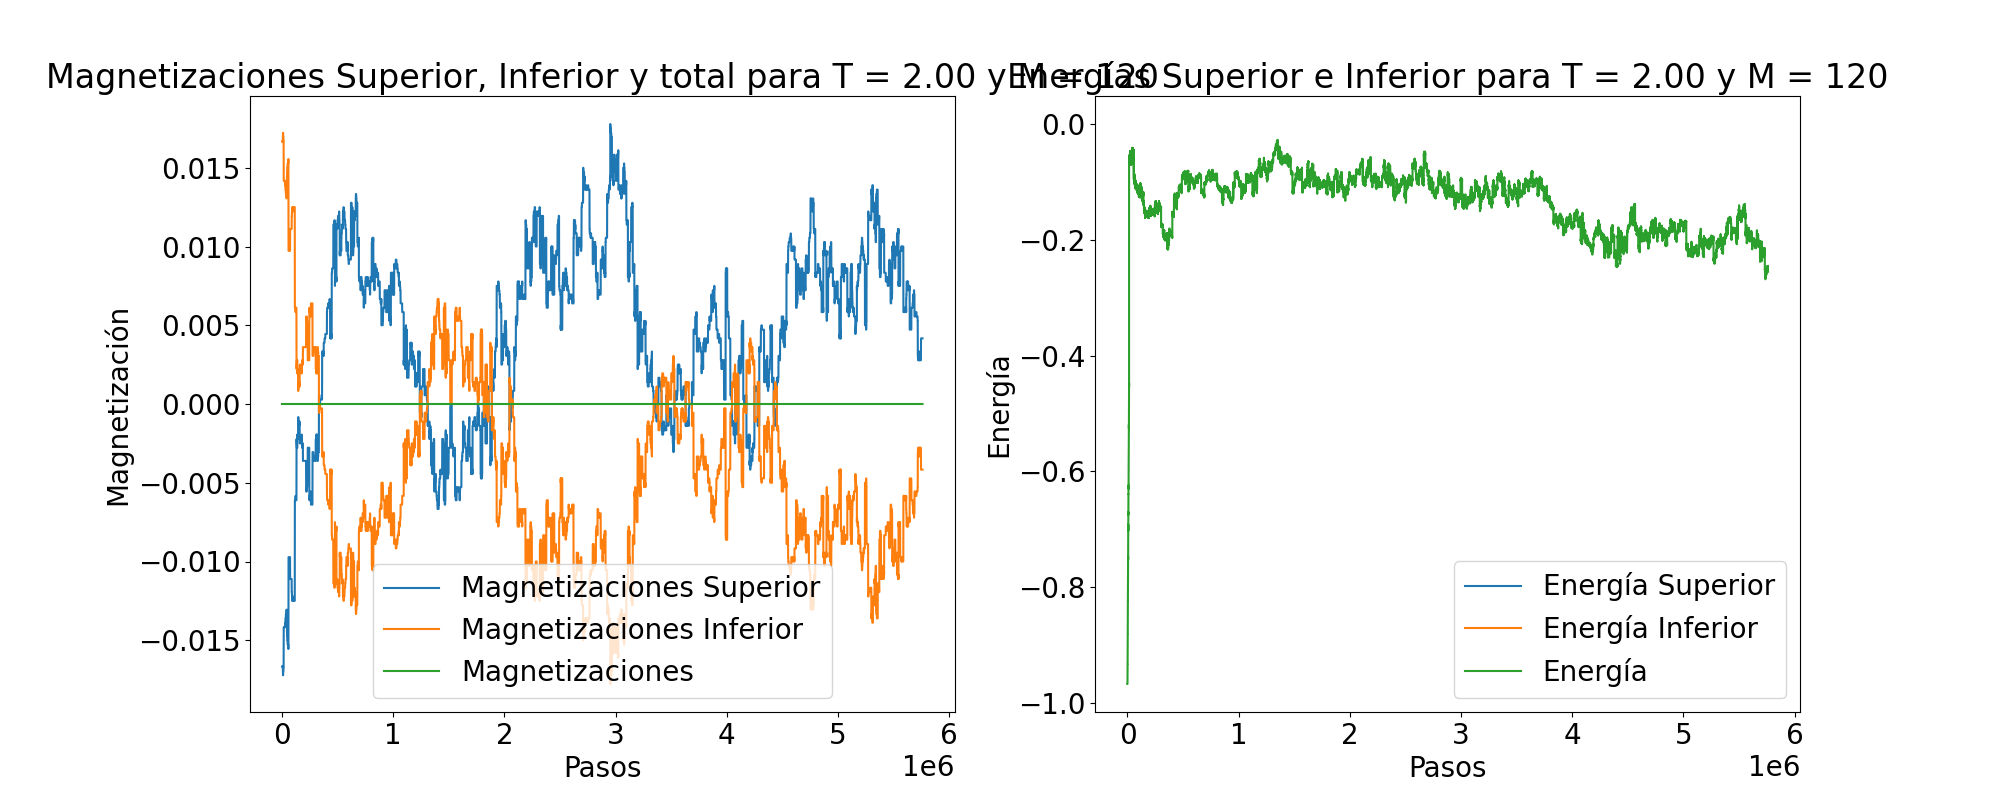 Magnetizaciones Superior, Inferior y total para T = 2.00 y M = 120
Magnetización
0.015
0.010
0.005
0.000
−0.005
−0.010
−0.015
Magnetizaciones Superior
Magnetizaciones Inferior
Magnetizaciones
0 1 2 3 4 5 6
1e6
Pasos
Energías Superior e Inferior para T = 2.00 y M = 120
Energía
0.0
−0.2
−0.4
−0.6
−0.8
−1.0
Energía Superior
Energía Inferior
Energía
0 1 2 3 4 5 6
1e6
Pasos